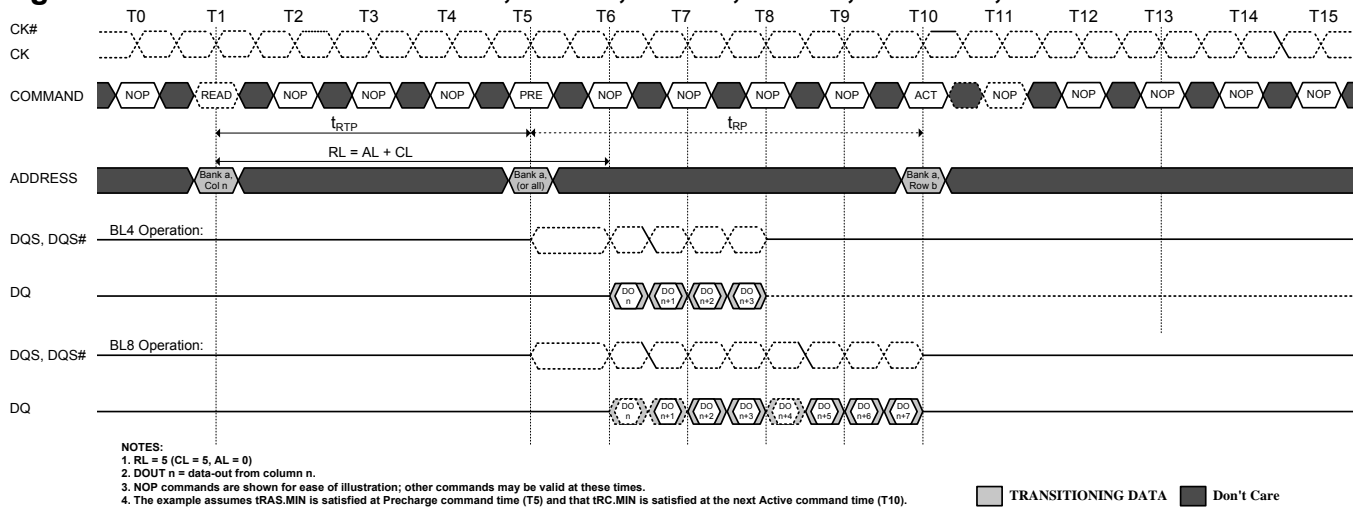 T0 T1 T2 T3 T4 T5 T6 T7 T8 T9 T10 T11 T12 T13 T14 T15
CK#
CK
COMMAND NOP READ NOP NOP NOP PRE NOP NOP NOP NOP ACT NOP NOP NOP NOP NOP
tRTP tRP
RL = AL + CL
ADDRESS Bank a, Col n Bank a, (or all) Bank a, Row b
BL4 Operation:
DQS, DQS#
DQ DO n DO n+1 DO n+2 DO n+3
BL8 Operation:
DQS, DQS#
DQ DO n DO n+1 DO n+2 DO n+3 DO n+4 DO n+5 DO n+6 DO n+7
NOTES:
1. RL = 5 (CL = 5, AL = 0)
2. DOUT n = data-out from column n.
3. NOP commands are shown for ease of illustration; other commands may be valid at these times.
4. The example assumes tRAS.MIN is satisfied at Precharge command time (T5) and that tRC.MIN is satisfied at the next Active command time (T10).
TRANSITIONING DATA Don't Care